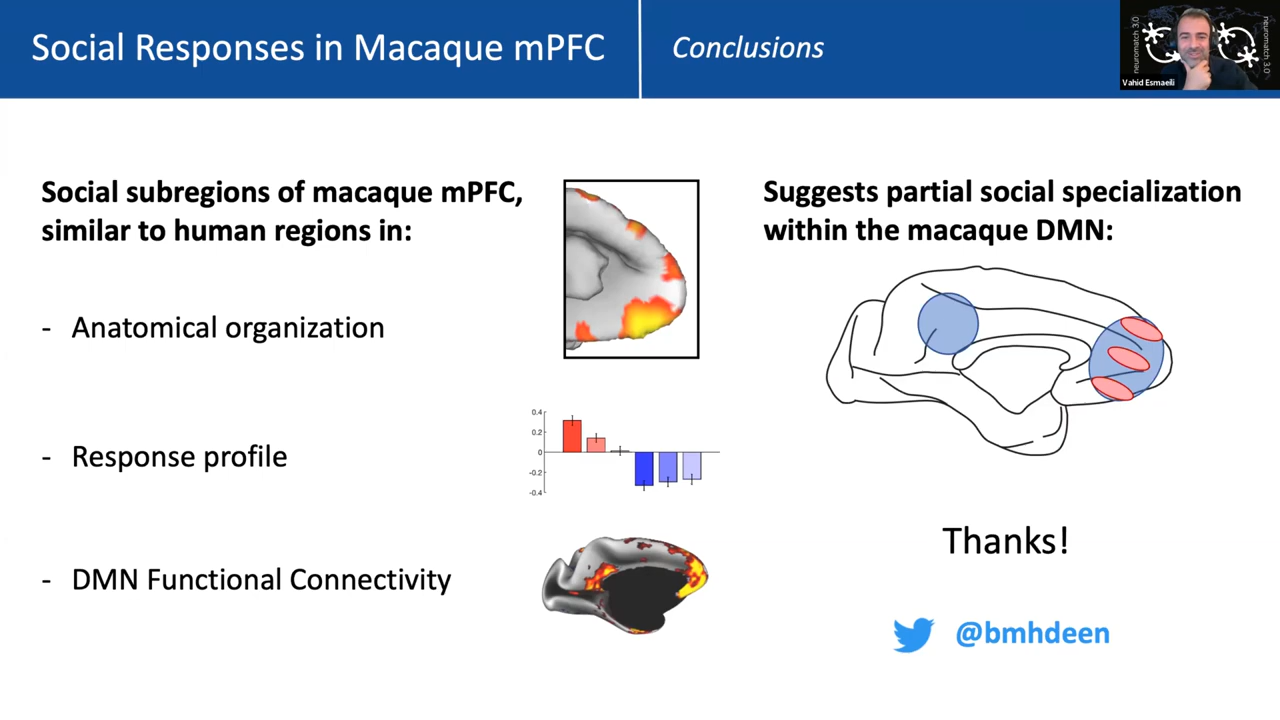 Social Responses in Macaque mPFC
Conclusions
neuromatch 3.0
neuromatch 3.0
Vahid Esmaeili
Social subregions of macaque mPFC,
similar to human regions in:
- Anatomical organization
- Response profile
0.4
0.2
0
-0.2
-0.4
- DMN Functional Connectivity
Suggests partial social specialization
within the macaque DMN:
Thanks!
@bmhdeen